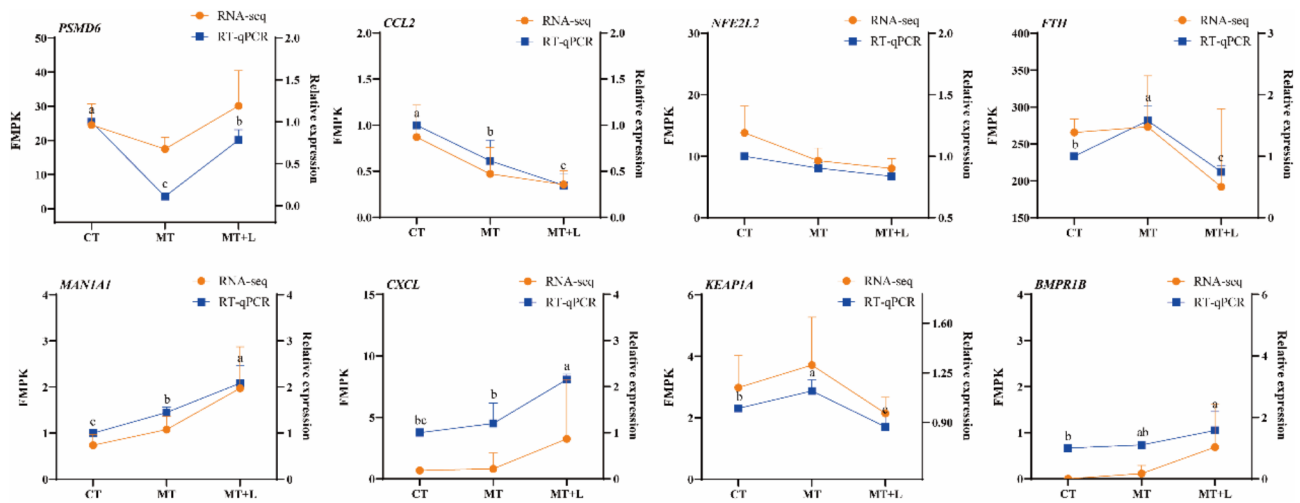 PSMD6
RNA-seq
RT-qPCR
50
40
30
20
10
0
FMPK
2.0
1.5
1.0
0.5
0.0
Relative expression
a
c
b
CT
MT
MT+L
CCL2
RNA-seq
RT-qPCR
2.0
1.5
1.0
0.5
0.0
FMPK
2.0
1.5
1.0
0.5
0.0
Relative expression
a
b
c
CT
MT
MT+L
NFE2L2
RNA-seq
RT-qPCR
30
20
10
0
FMPK
2.0
1.5
1.0
0.5
Relative expression
CT
MT
MT+L
FTH
RNA-seq
RT-qPCR
400
350
300
250
200
150
FMPK
3
2
1
0
Relative expression
b
a
c
CT
MT
MT+L
MAN1A1
RNA-seq
RT-qPCR
4
3
2
1
0
FMPK
4
3
2
1
0
Relative expression
c
b
a
CT
MT
MT+L
CXCL
RNA-seq
RT-qPCR
15
10
5
0
FMPK
4
3
2
1
0
Relative expression
bc
b
a
CT
MT
MT+L
KEAP1A
RNA-seq
RT-qPCR
6
4
2
0
FMPK
1.60
1.25
0.90
Relative expression
b
a
CT
MT
MT+L
BMPR1B
RNA-seq
RT-qPCR
4
3
2
1
0
FMPK
6
4
2
0
Relative expression
b
ab
a
CT
MT
MT+L